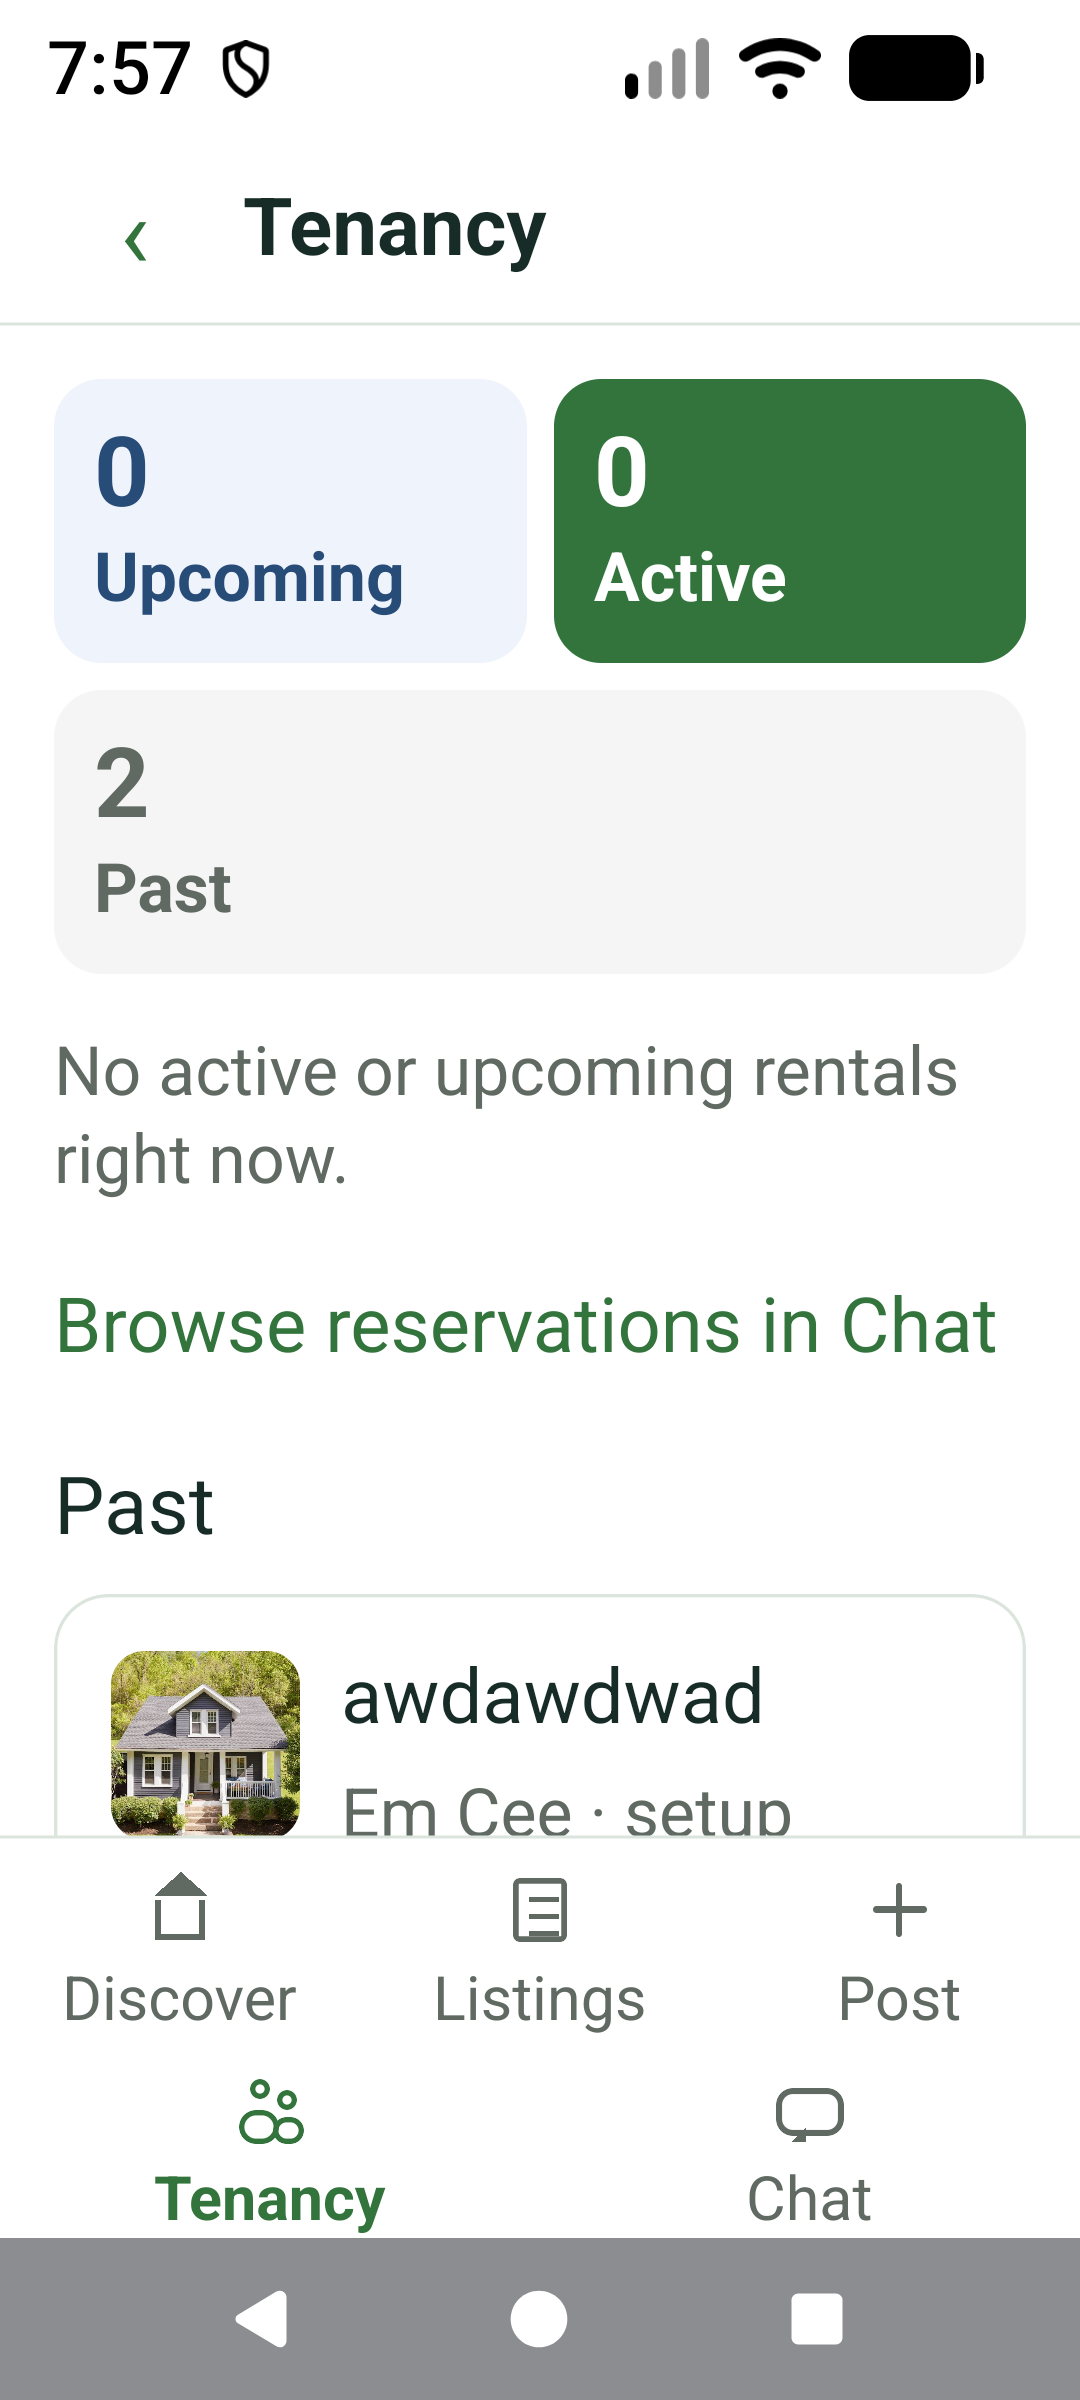 7:57
Tenancy
0
Upcoming
0
Active
2
Past
No active or upcoming rentals
right now.
Browse reservations in Chat
Past
awdawdwad
Em Cee · setup
Discover
Listings
Post
Tenancy
Chat